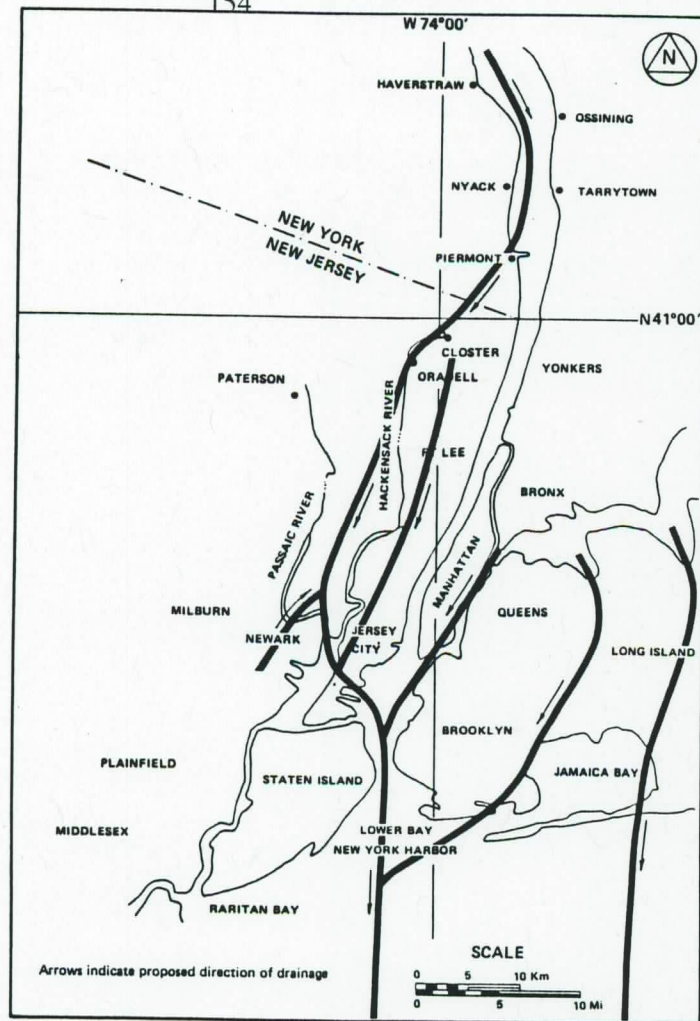 154
W 74°00'
N
HAVERSTRAW
OSSINING
NYACK
TARRYTOWN
NEW YORK
NEW JERSEY
PIERMONT
N41°00'
CLOSTER
ORADELL
YONKERS
PATERSON
HACKENSACK RIVER
FT LEE
BRONX
PASSAIC RIVER
MANHATTAN
MILBURN
QUEENS
NEWARK
JERSEY
CITY
LONG ISLAND
BROOKLYN
PLAINFIELD
STATEN ISLAND
JAMAICA BAY
MIDDLESEX
LOWER BAY
NEW YORK HARBOR
RARITAN BAY
SCALE
Arrows indicate proposed direction of drainage
0 5 10 Km
0 5 10 Mi